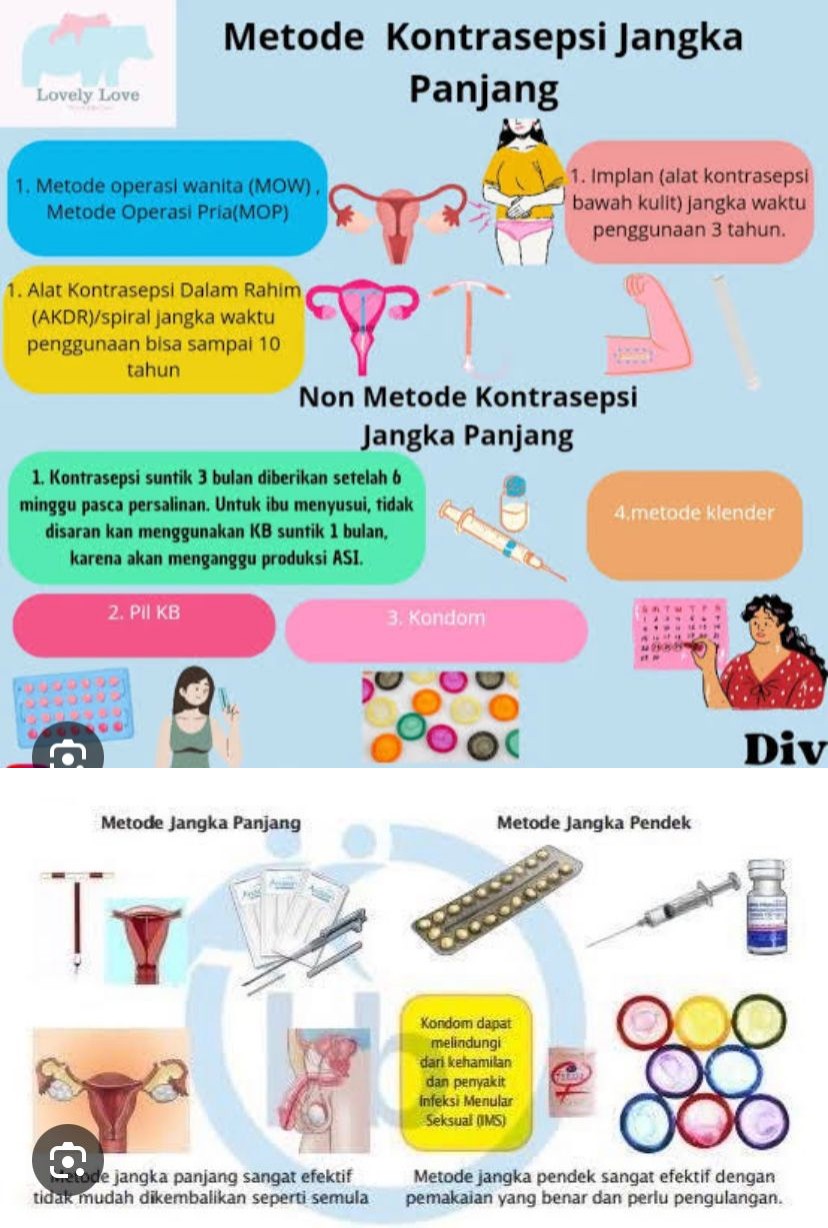 Lovely Love
Metode Kontrasepsi Jangka
Panjang
1. Metode operasi wanita (MOW) ,
Metode Operasi Pria(MOP)
1. Implan (alat kontrasepsi
bawah kulit) jangka waktu
penggunaan 3 tahun.
1. Alat Kontrasepsi Dalam Rahim
(AKDR)/spiral jangka waktu
penggunaan bisa sampai 10
tahun
Non Metode Kontrasepsi
Jangka Panjang
1. Kontrasepsi suntik 3 bulan diberikan setelah 6
minggu pasca persalinan. Untuk ibu menyusui, tidak
disaran kan menggunakan KB suntik 1 bulan,
karena akan menganggu produksi ASI.
4.metode klender
2. Pil KB
3. Kondom
Div
Metode Jangka Panjang
Metode Jangka Pendek
Kondom dapat
melindungi
dari kehamilan
dan penyakit
Infeksi Menular
Seksual (IMS)
Metode jangka panjang sangat efektif
tidak mudah dikembalikan seperti semula
Metode jangka pendek sangat efektif dengan
pemakaian yang benar dan perlu pengulangan.